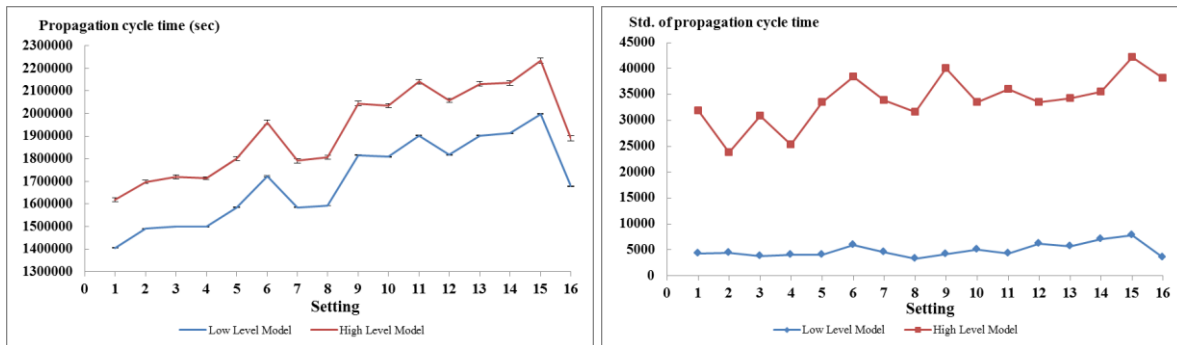 Propagation cycle time (sec)
2300000
2200000
2100000
2000000
1900000
1800000
1700000
1600000
1500000
1400000
1300000
0 1 2 3 4 5 6 7 8 9 10 11 12 13 14 15 16
Setting
Low Level Model High Level Model
Std. of propagation cycle time
45000
40000
35000
30000
25000
20000
15000
10000
5000
0
0 1 2 3 4 5 6 7 8 9 10 11 12 13 14 15 16
Setting
Low Level Model High Level Model